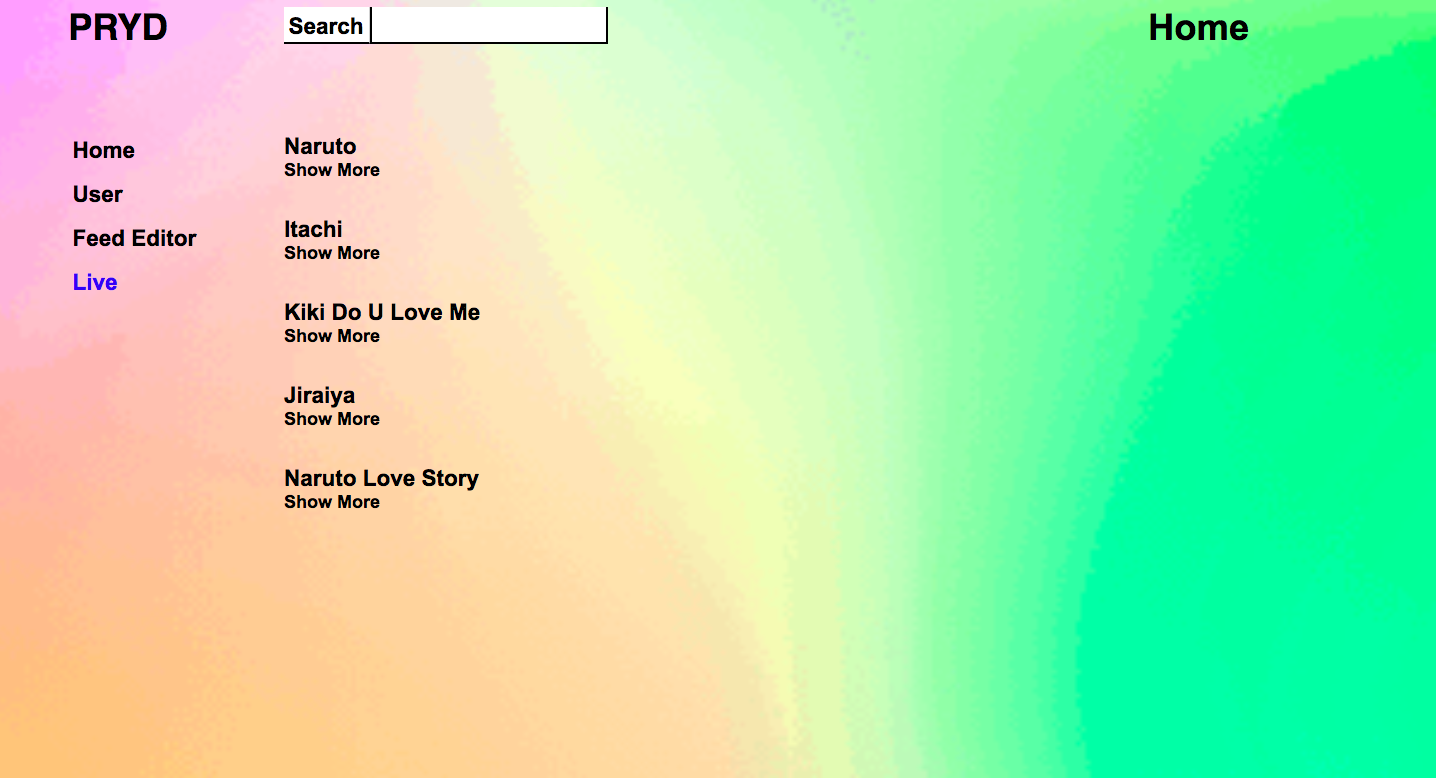 PRYD
Search
Home
Home
User
Feed Editor
Live
Naruto
Show More
Itachi
Show More
Kiki Do U Love Me
Show More
Jiraiya
Show More
Naruto Love Story
Show More